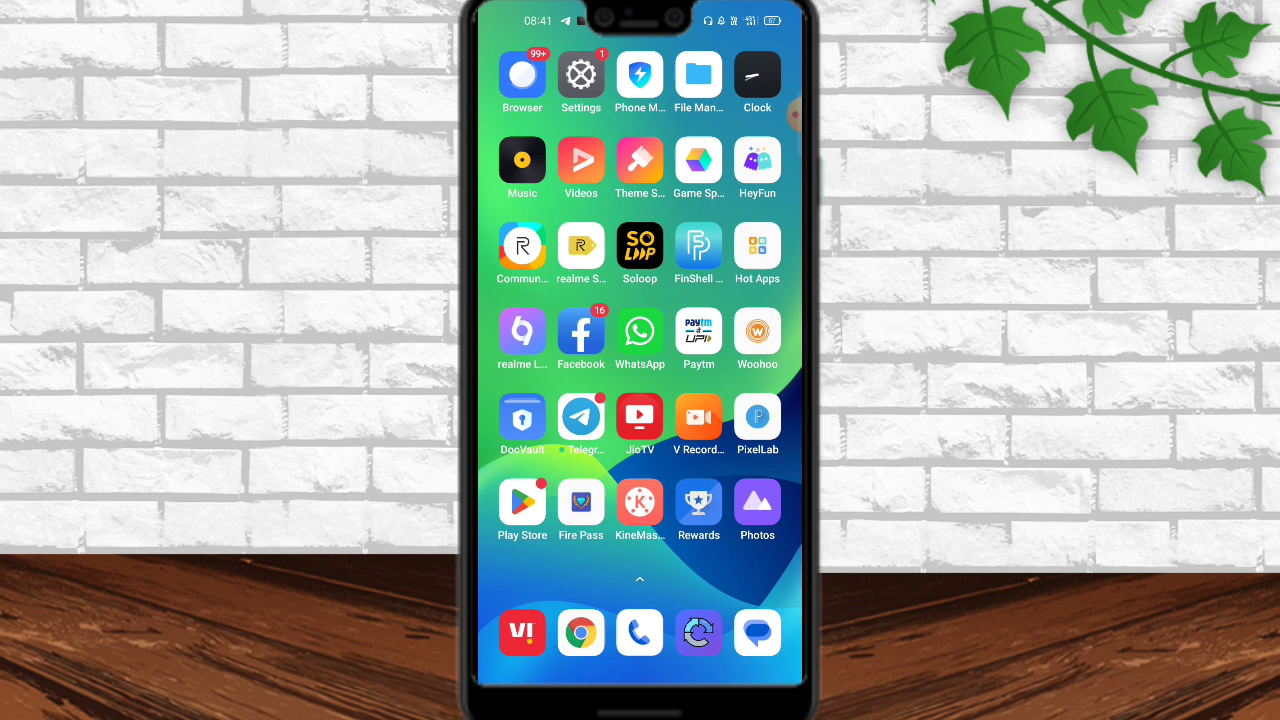 08:41
57
99+
1
Browser Settings Phone M... File Man... Clock
Music Videos Theme S... Game Sp... HeyFun
R R SO LOOP
Commun... realme S... Soloop FinShell ... Hot Apps
16
paytm UPI W
realme L... Facebook WhatsApp Paytm Woohoo
P
DocVault Telegr... JioTV V Record... PixelLab
K
Play Store Fire Pass KineMas... Rewards Photos
VI